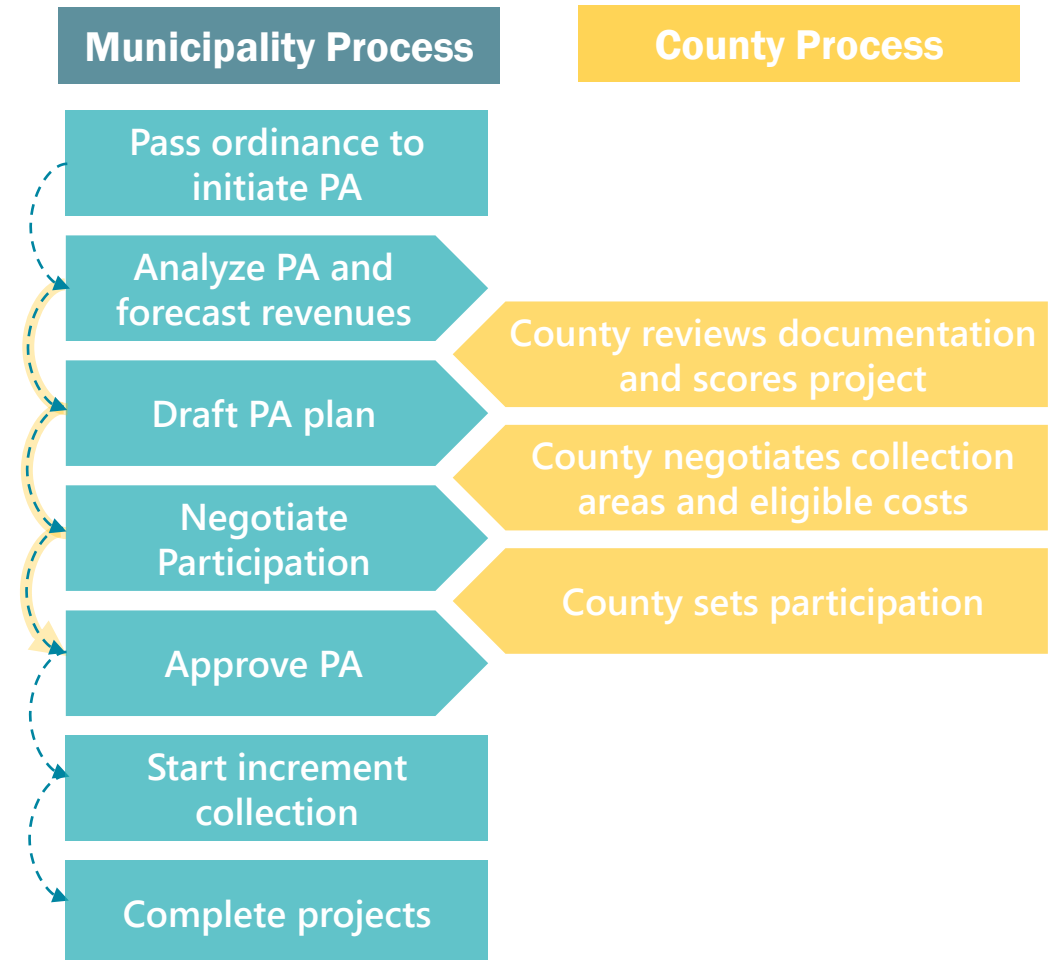 Municipality Process
County Process
Pass ordinance to
initiate PA
Analyze PA and
forecast revenues
County reviews documentation
and scores project
Draft PA plan
County negotiates collection
areas and eligible costs
Negotiate
Participation
County sets participation
Approve PA
Start increment
collection
Complete projects